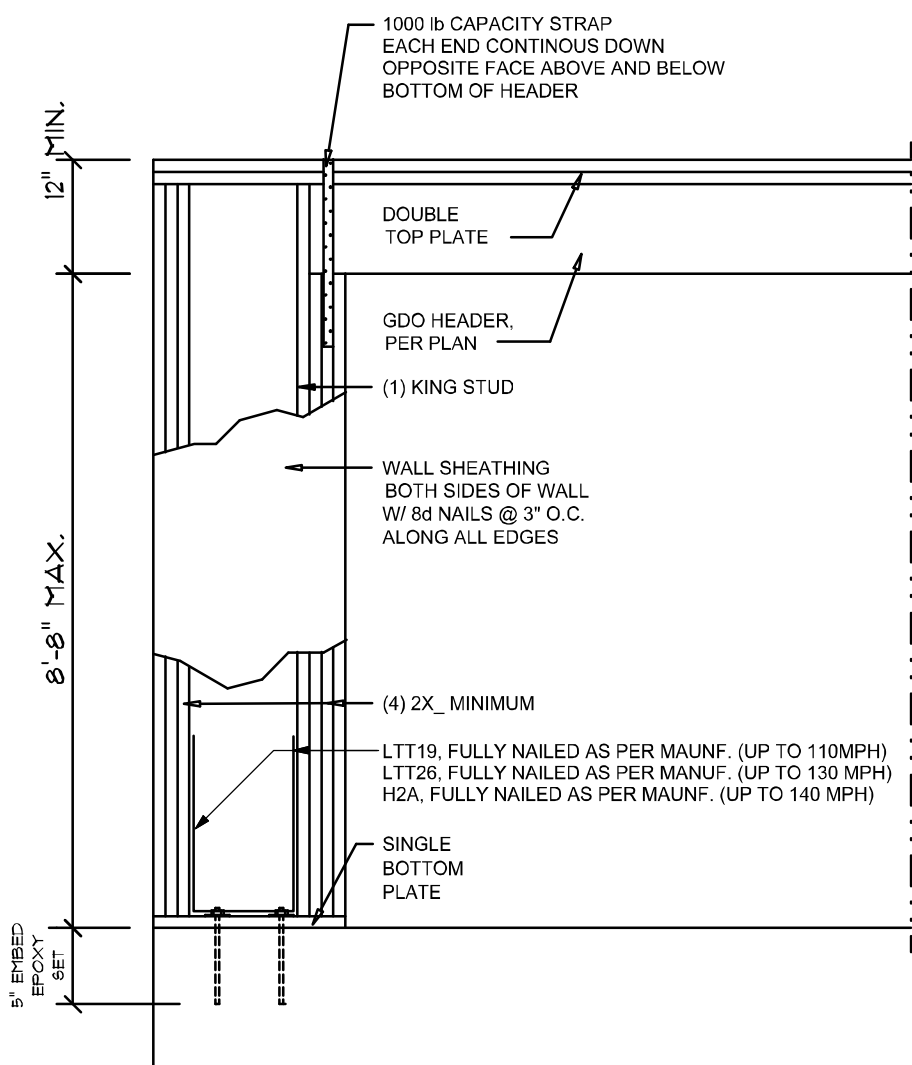 1000 lb CAPACITY STRAP
EACH END CONTINOUS DOWN
OPPOSITE FACE ABOVE AND BELOW
BOTTOM OF HEADER
12" MIN.
DOUBLE
TOP PLATE
GDO HEADER,
PER PLAN
(1) KING STUD
WALL SHEATHING
BOTH SIDES OF WALL
W/ 8d NAILS @ 3" O.C.
ALONG ALL EDGES
8'-8" MAX.
(4) 2X_ MINIMUM
LTT19, FULLY NAILED AS PER MAUNF. (UP TO 110MPH)
LTT26, FULLY NAILED AS PER MANUF. (UP TO 130 MPH)
H2A, FULLY NAILED AS PER MAUNF. (UP TO 140 MPH)
SINGLE
BOTTOM
PLATE
5" EMBED
EPOXY
SET